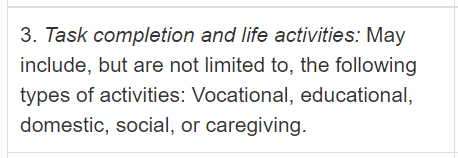 3. Task completion and life activities: May
include, but are not limited to, the following
types of activities: Vocational, educational,
domestic, social, or caregiving.